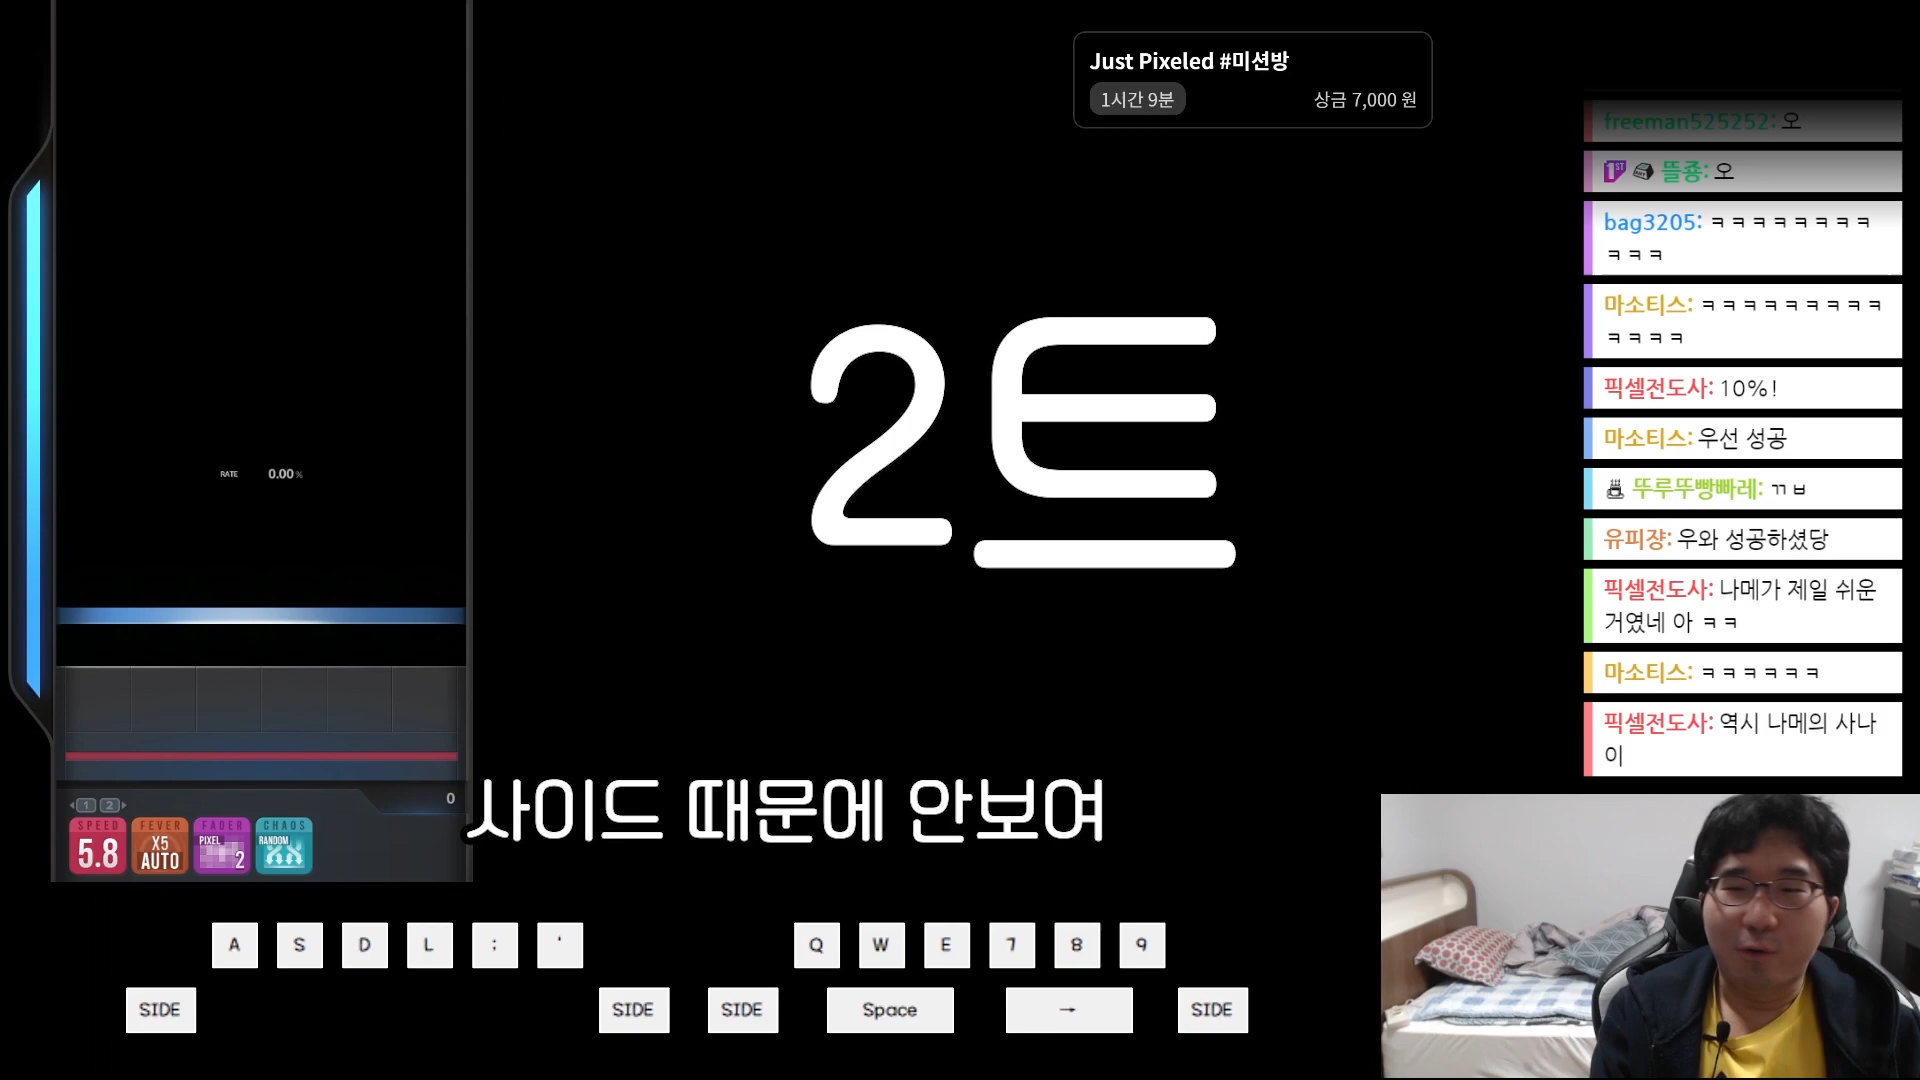 Just Pixeled #미션방
1시간 9분
상금 7,000 원
freeman525252: 오
1ST 뜰죵: 오
bag3205: ㅋㅋㅋㅋㅋㅋㅋㅋ
ㅋㅋㅋ
마소티스: ㅋㅋㅋㅋㅋㅋㅋㅋㅋ
ㅋㅋㅋㅋ
픽셀전도사: 10%!
마소티스: 우선 성공
뚜루뚜빵빠레: ㄲㅂ
유피쟝: 우와 성공하셨당
픽셀전도사: 나메가 제일 쉬운
거였네 아 ㅋㅋ
마소티스: ㅋㅋㅋㅋㅋㅋ
픽셀전도사: 역시 나메의 사나
이
2트
RATE 0.00%
사이드 때문에 안보여
1 2
0
SPEED
5.8
FEVER
X5
AUTO
FADER
PIXEL
2
CHAOS
RANDOM
A S D L ; '
Q W E 7 8 9
SIDE SIDE SIDE Space → SIDE